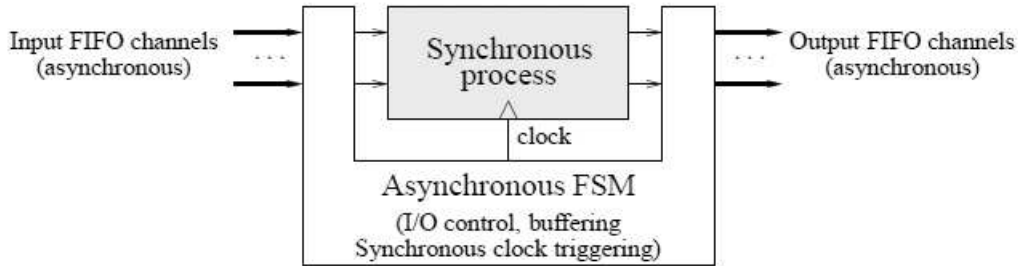 Input FIFO channels
(asynchronous)
. . .
Synchronous
process
clock
Output FIFO channels
(asynchronous)
. . .
Asynchronous FSM
(I/O control, buffering
Synchronous clock triggering)